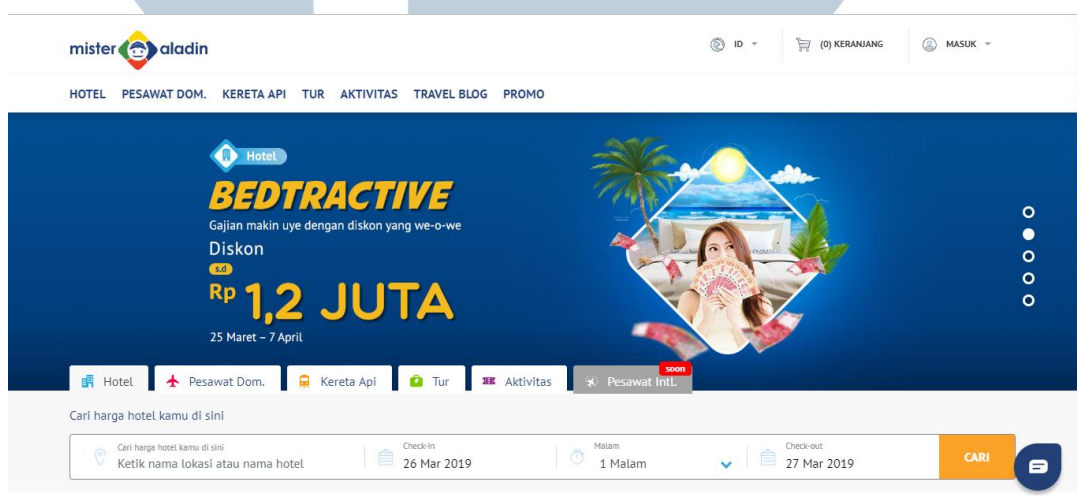 mister aladin
ID
(0) KERANJANG
MASUK
HOTEL PESAWAT DOM. KERETA API TUR AKTIVITAS TRAVEL BLOG PROMO
Hotel
BEDTRACTIVE
Gajian makin uye dengan diskon yang we-o-we
Diskon
s.d
Rp 1,2 JUTA
25 Maret – 7 April
Hotel
Pesawat Dom.
Kereta Api
Tur
Aktivitas
Pesawat Intl.
soon
Cari harga hotel kamu di sini
Cari harga hotel kamu di sini
Ketik nama lokasi atau nama hotel
Check-in
26 Mar 2019
Malam
1 Malam
Check-out
27 Mar 2019
CARI